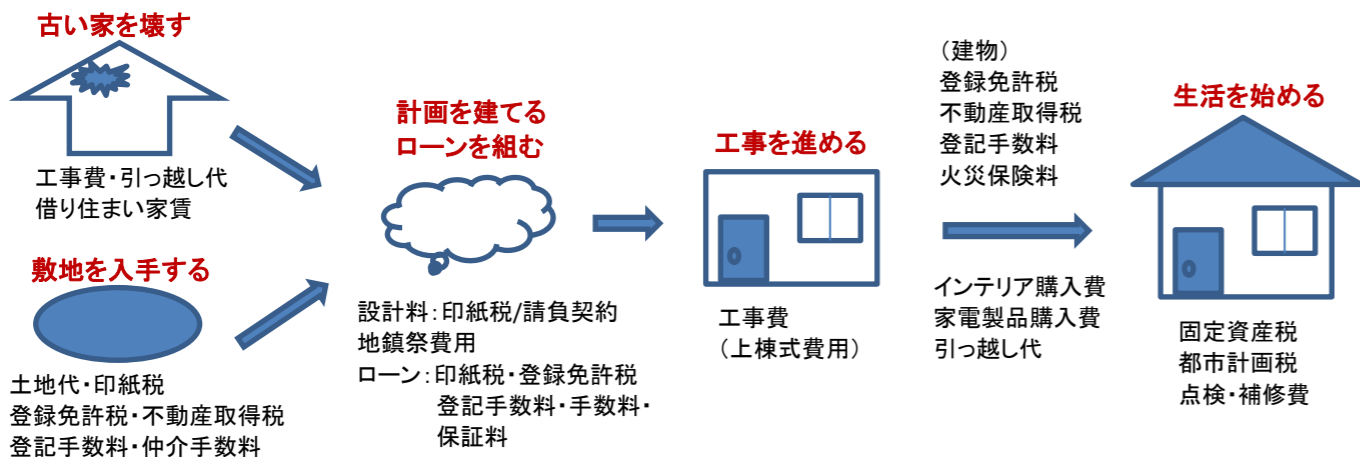 古い家を壊す
工事費・引っ越し代
借り住まい家賃
敷地を入手する
土地代・印紙税
登録免許税・不動産取得税
登記手数料・仲介手数料
計画を建てる
ローンを組む
設計料：印紙税/請負契約
地鎮祭費用
ローン：印紙税・登録免許税
登記手数料・手数料・
保証料
工事を進める
工事費
（上棟式費用）
（建物）
登録免許税
不動産取得税
登記手数料
火災保険料
インテリア購入費
家電製品購入費
引っ越し代
生活を始める
固定資産税
都市計画税
点検・補修費